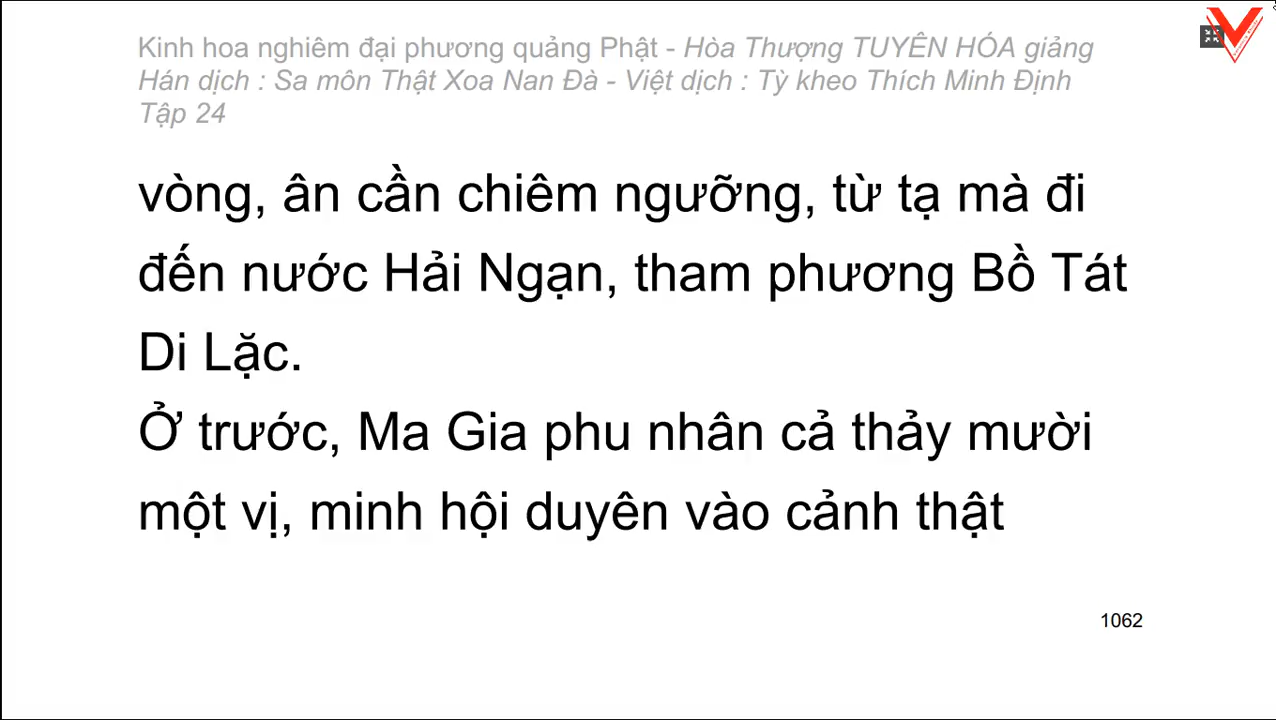 Kinh hoa nghiêm đại phương quảng Phật - Hòa Thượng TUYÊN HÓA giảng
Hán dịch : Sa môn Thật Xoa Nan Đà - Việt dịch : Tỳ kheo Thích Minh Định
Tập 24
vòng, ân cần chiêm ngưỡng, từ tạ mà đi
đến nước Hải Ngạn, tham phương Bồ Tát
Di Lặc.
Ở trước, Ma Gia phu nhân cả thảy mười
một vị, minh hội duyên vào cảnh thật
1062